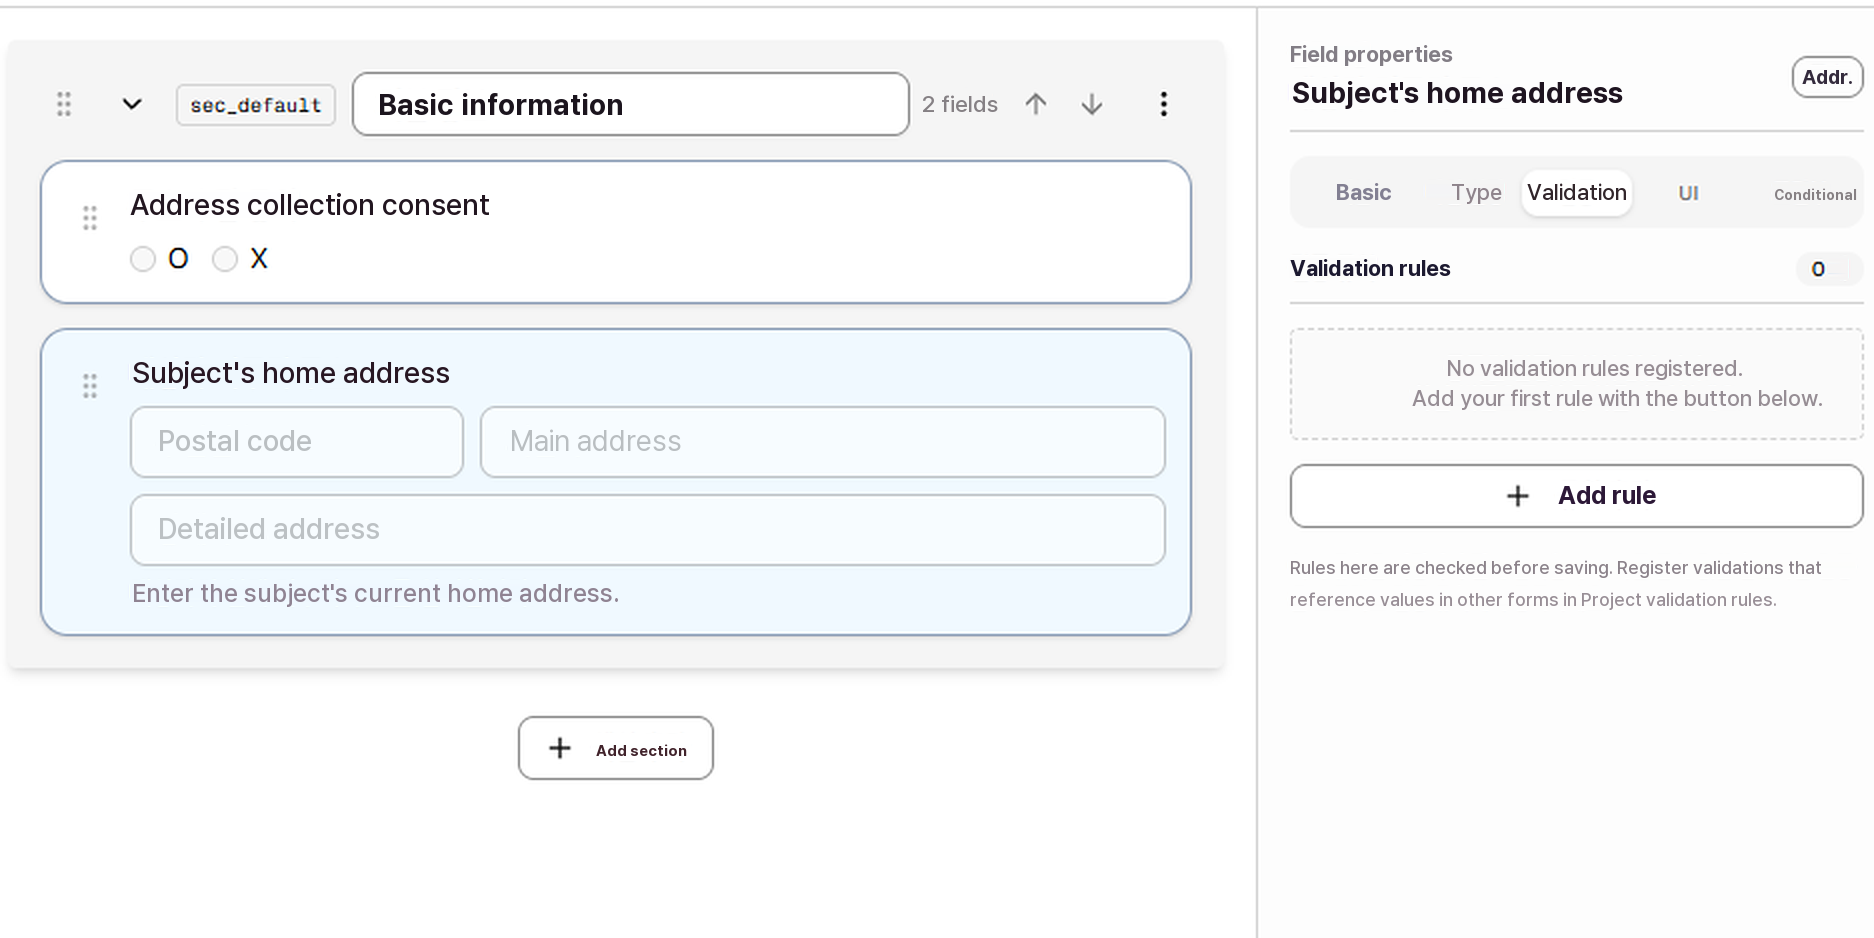 sec_default
Basic information
2 fields
Address collection consent
O X
Subject's home address
Postal code
Main address
Detailed address
Enter the subject's current home address.
Add section
Field properties
Subject's home address
Addr.
Basic
Type
Validation
UI
Conditional
Validation rules
0
No validation rules registered.
Add your first rule with the button below.
Add rule
Rules here are checked before saving. Register validations that
reference values in other forms in Project validation rules.